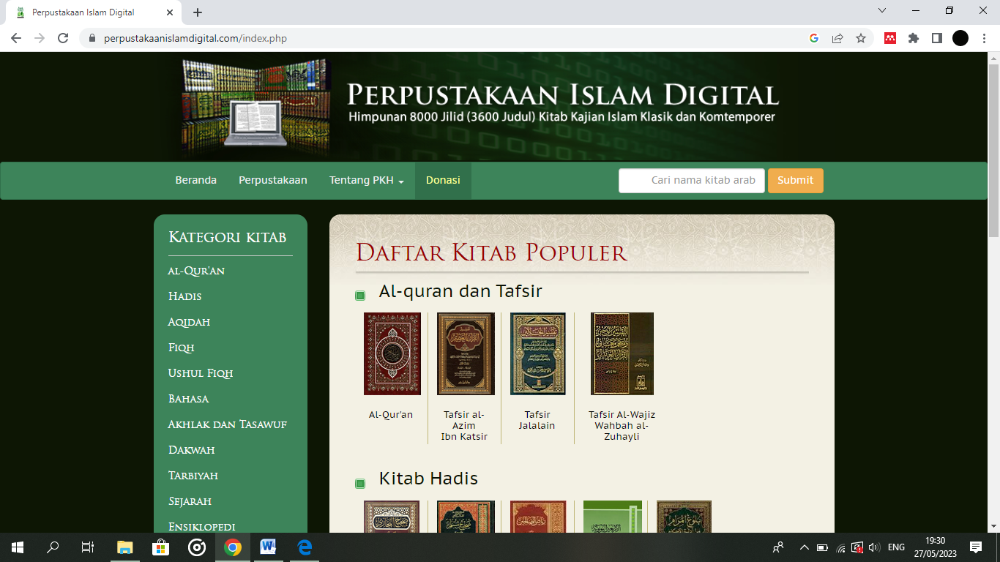 Perpustakaan Islam Digital
perpustakaanislamdigital.com/index.php
Perpustakaan Islam Digital
Himpunan 8000 Jilid (3600 Judul) Kitab Kajian Islam Klasik dan Komtemporer
Beranda
Perpustakaan
Tentang PKH
Donasi
Cari nama kitab arab
Submit
Kategori kitab
al-Qur'an
Hadis
Aqidah
Fiqh
Ushul Fiqh
Bahasa
Akhlak dan Tasawuf
Dakwah
Tarbiyah
Sejarah
Ensiklopedi
Daftar Kitab Populer
Al-quran dan Tafsir
Al-Qur'an
Tafsir al-
Azim
Ibn Katsir
Tafsir
Jalalain
Tafsir Al-Wajiz
Wahbah al-
Zuhayli
Kitab Hadis
ENG
19:30
27/05/2023